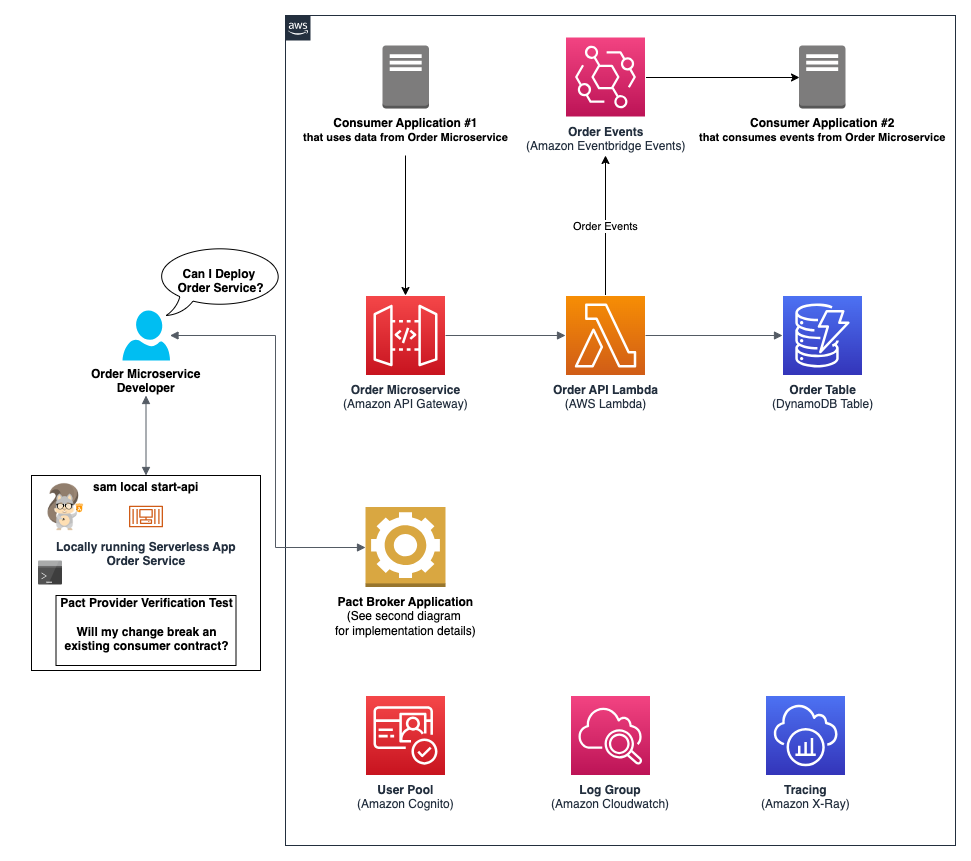 aws
Consumer Application #1
that uses data from Order Microservice
Order Events
(Amazon Eventbridge Events)
Consumer Application #2
that consumes events from Order Microservice
Order Events
Can I Deploy
Order Service?
Order Microservice
Developer
Order Microservice
(Amazon API Gateway)
</>
Order API Lambda
(AWS Lambda)
Order Table
(DynamoDB Table)
sam local start-api
Locally running Serverless App
Order Service
>_
Pact Provider Verification Test
Will my change break an
existing consumer contract?
Pact Broker Application
(See second diagram
for implementation details)
User Pool
(Amazon Cognito)
Log Group
(Amazon Cloudwatch)
Tracing
(Amazon X-Ray)